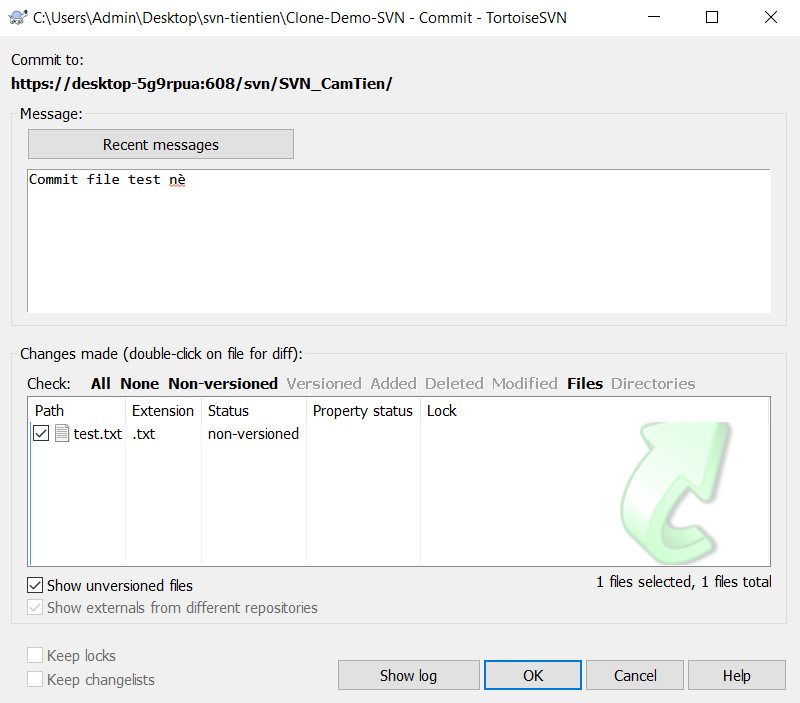 C:\Users\Admin\Desktop\svn-tientien\Clone-Demo-SVN - Commit - TortoiseSVN
Commit to:
https://desktop-5g9rpua:608/svn/SVN_CamTien/
Message:
Recent messages
Commit file test nè
Changes made (double-click on file for diff):
Check: All None Non-versioned Versioned Added Deleted Modified Files Directories
Path Extension Status Property status Lock
test.txt .txt non-versioned
Show unversioned files 1 files selected, 1 files total
Show externals from different repositories
Keep locks
Keep changelists
Show log OK Cancel Help